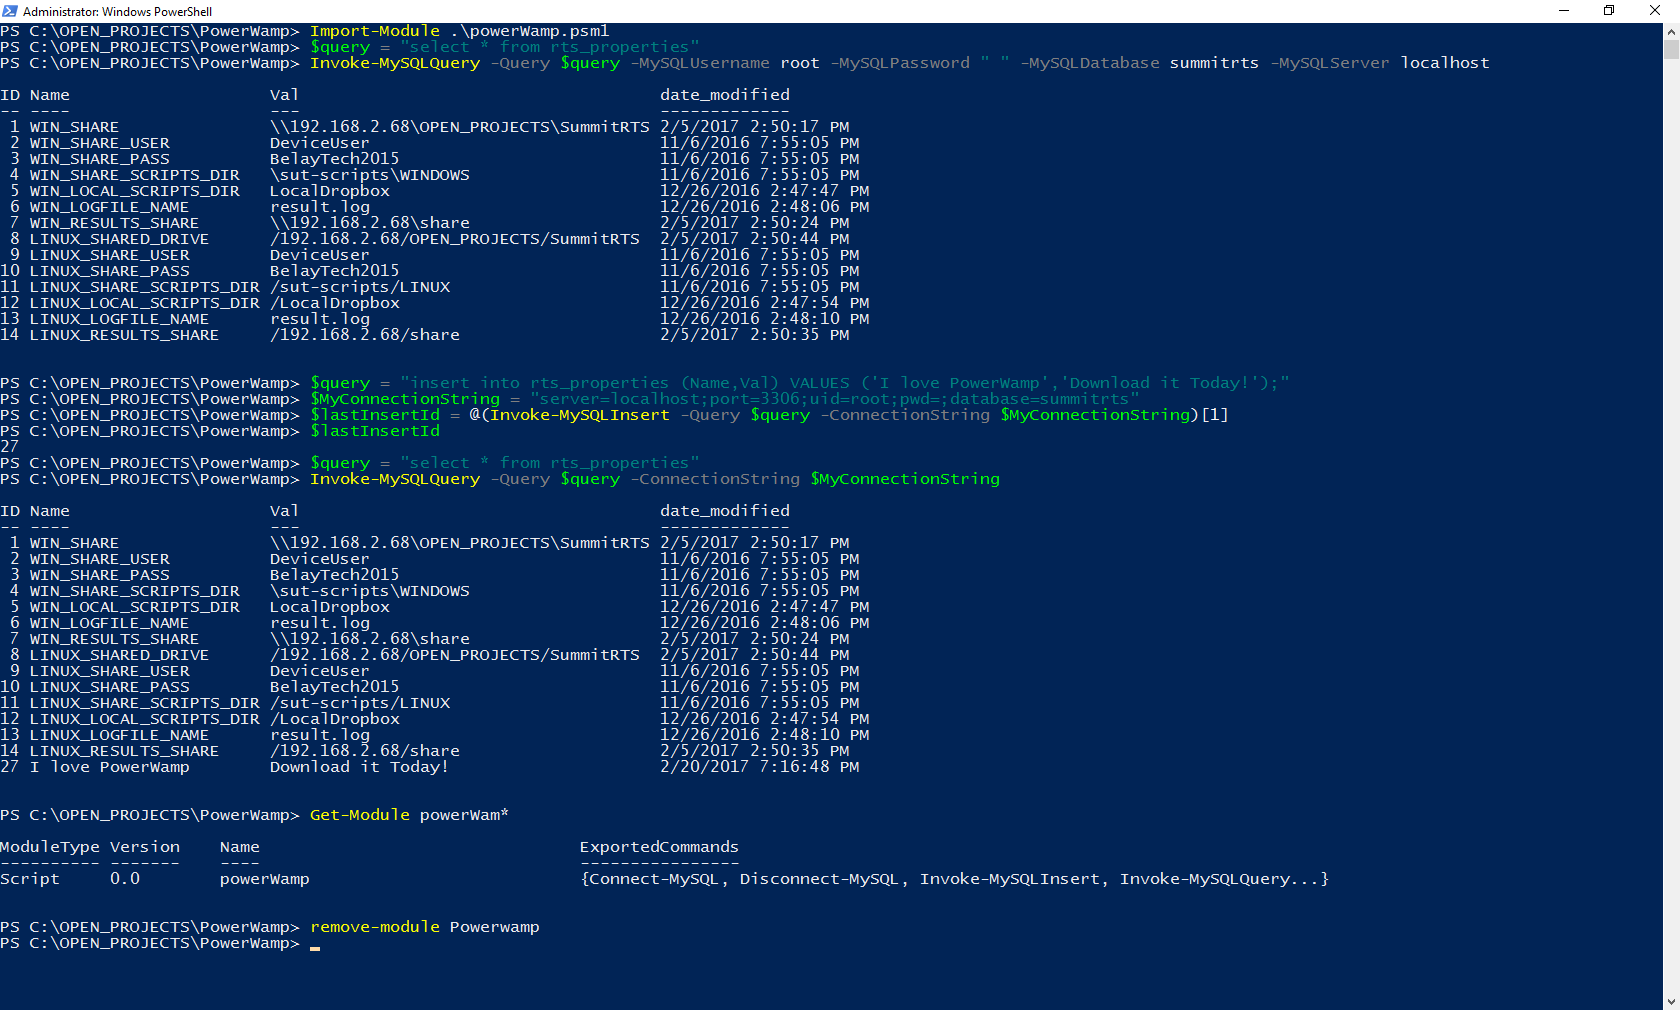 Administrator: Windows PowerShell
PS C:\OPEN_PROJECTS\PowerWamp> Import-Module .\powerWamp.psm1
PS C:\OPEN_PROJECTS\PowerWamp> $query = "select * from rts_properties"
PS C:\OPEN_PROJECTS\PowerWamp> Invoke-MySQLQuery -Query $query -MySQLUsername root -MySQLPassword " " -MySQLDatabase summitrts -MySQLServer localhost
ID Name                    Val                                    date_modified
-- ----                    ---                                    -------------
 1 WIN_SHARE               \\192.168.2.68\OPEN_PROJECTS\SummitRTS 2/5/2017 2:50:17 PM
 2 WIN_SHARE_USER          DeviceUser                             11/6/2016 7:55:05 PM
 3 WIN_SHARE_PASS          BelayTech2015                          11/6/2016 7:55:05 PM
 4 WIN_SHARE_SCRIPTS_DIR   \sut-scripts\WINDOWS                   11/6/2016 7:55:05 PM
 5 WIN_LOCAL_SCRIPTS_DIR   LocalDropbox                           12/26/2016 2:47:47 PM
 6 WIN_LOGFILE_NAME        result.log                             12/26/2016 2:48:06 PM
 7 WIN_RESULTS_SHARE       \\192.168.2.68\share                   2/5/2017 2:50:24 PM
 8 LINUX_SHARED_DRIVE      /192.168.2.68/OPEN_PROJECTS/SummitRTS  2/5/2017 2:50:44 PM
 9 LINUX_SHARE_USER        DeviceUser                             11/6/2016 7:55:05 PM
10 LINUX_SHARE_PASS        BelayTech2015                          11/6/2016 7:55:05 PM
11 LINUX_SHARE_SCRIPTS_DIR /sut-scripts/LINUX                     11/6/2016 7:55:05 PM
12 LINUX_LOCAL_SCRIPTS_DIR /LocalDropbox                          12/26/2016 2:47:54 PM
13 LINUX_LOGFILE_NAME      result.log                             12/26/2016 2:48:10 PM
14 LINUX_RESULTS_SHARE     /192.168.2.68/share                    2/5/2017 2:50:35 PM
PS C:\OPEN_PROJECTS\PowerWamp> $query = "insert into rts_properties (Name,Val) VALUES ('I love PowerWamp','Download it Today!');"
PS C:\OPEN_PROJECTS\PowerWamp> $MyConnectionString = "server=localhost;port=3306;uid=root;pwd=;database=summitrts"
PS C:\OPEN_PROJECTS\PowerWamp> $lastInsertId = @(Invoke-MySQLInsert -Query $query -ConnectionString $MyConnectionString)[1]
PS C:\OPEN_PROJECTS\PowerWamp> $lastInsertId
27
PS C:\OPEN_PROJECTS\PowerWamp> $query = "select * from rts_properties"
PS C:\OPEN_PROJECTS\PowerWamp> Invoke-MySQLQuery -Query $query -ConnectionString $MyConnectionString
ID Name                    Val                                    date_modified
-- ----                    ---                                    -------------
 1 WIN_SHARE               \\192.168.2.68\OPEN_PROJECTS\SummitRTS 2/5/2017 2:50:17 PM
 2 WIN_SHARE_USER          DeviceUser                             11/6/2016 7:55:05 PM
 3 WIN_SHARE_PASS          BelayTech2015                          11/6/2016 7:55:05 PM
 4 WIN_SHARE_SCRIPTS_DIR   \sut-scripts\WINDOWS                   11/6/2016 7:55:05 PM
 5 WIN_LOCAL_SCRIPTS_DIR   LocalDropbox                           12/26/2016 2:47:47 PM
 6 WIN_LOGFILE_NAME        result.log                             12/26/2016 2:48:06 PM
 7 WIN_RESULTS_SHARE       \\192.168.2.68\share                   2/5/2017 2:50:24 PM
 8 LINUX_SHARED_DRIVE      /192.168.2.68/OPEN_PROJECTS/SummitRTS  2/5/2017 2:50:44 PM
 9 LINUX_SHARE_USER        DeviceUser                             11/6/2016 7:55:05 PM
10 LINUX_SHARE_PASS        BelayTech2015                          11/6/2016 7:55:05 PM
11 LINUX_SHARE_SCRIPTS_DIR /sut-scripts/LINUX                     11/6/2016 7:55:05 PM
12 LINUX_LOCAL_SCRIPTS_DIR /LocalDropbox                          12/26/2016 2:47:54 PM
13 LINUX_LOGFILE_NAME      result.log                             12/26/2016 2:48:10 PM
14 LINUX_RESULTS_SHARE     /192.168.2.68/share                    2/5/2017 2:50:35 PM
27 I love PowerWamp        Download it Today!                     2/20/2017 7:16:48 PM
PS C:\OPEN_PROJECTS\PowerWamp> Get-Module powerWam*
ModuleType Version    Name                                ExportedCommands
---------- -------    ----                                ----------------
Script     0.0        powerWamp                           {Connect-MySQL, Disconnect-MySQL, Invoke-MySQLInsert, Invoke-MySQLQuery...}
PS C:\OPEN_PROJECTS\PowerWamp> remove-module Powerwamp
PS C:\OPEN_PROJECTS\PowerWamp> _